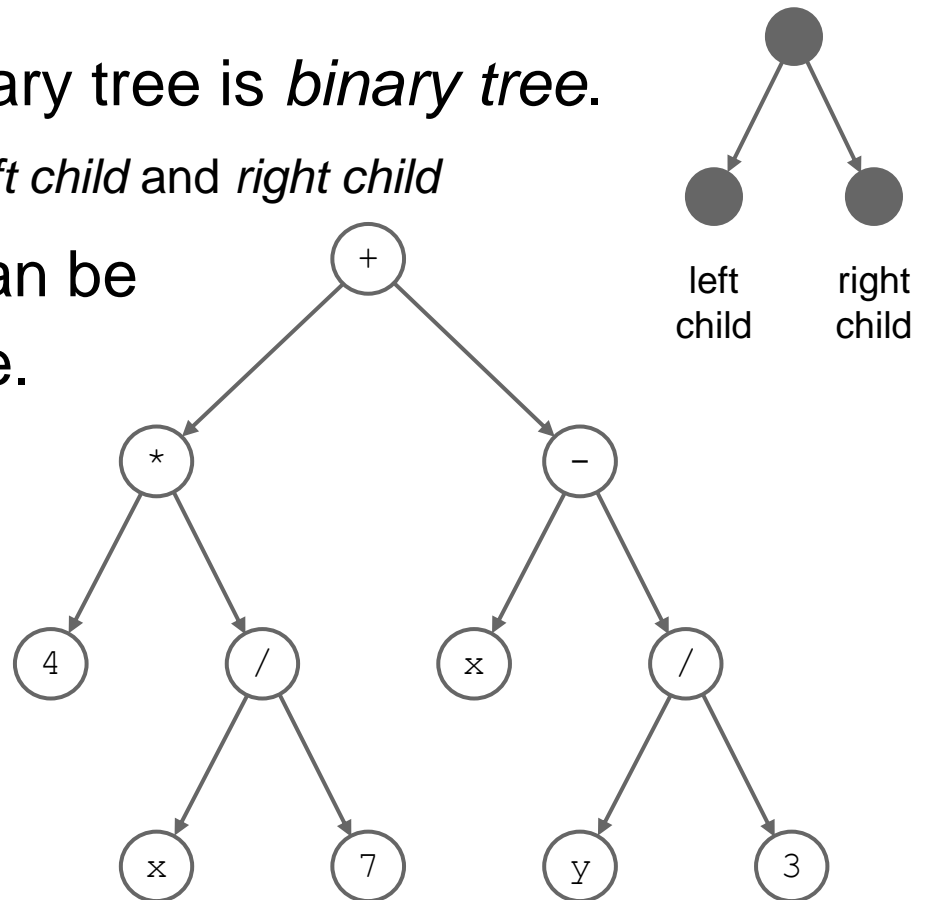 ary tree is binary tree.
ft child and right child
an be
e.
left right
child child
+
* -
4 / x /
x 7 y 3